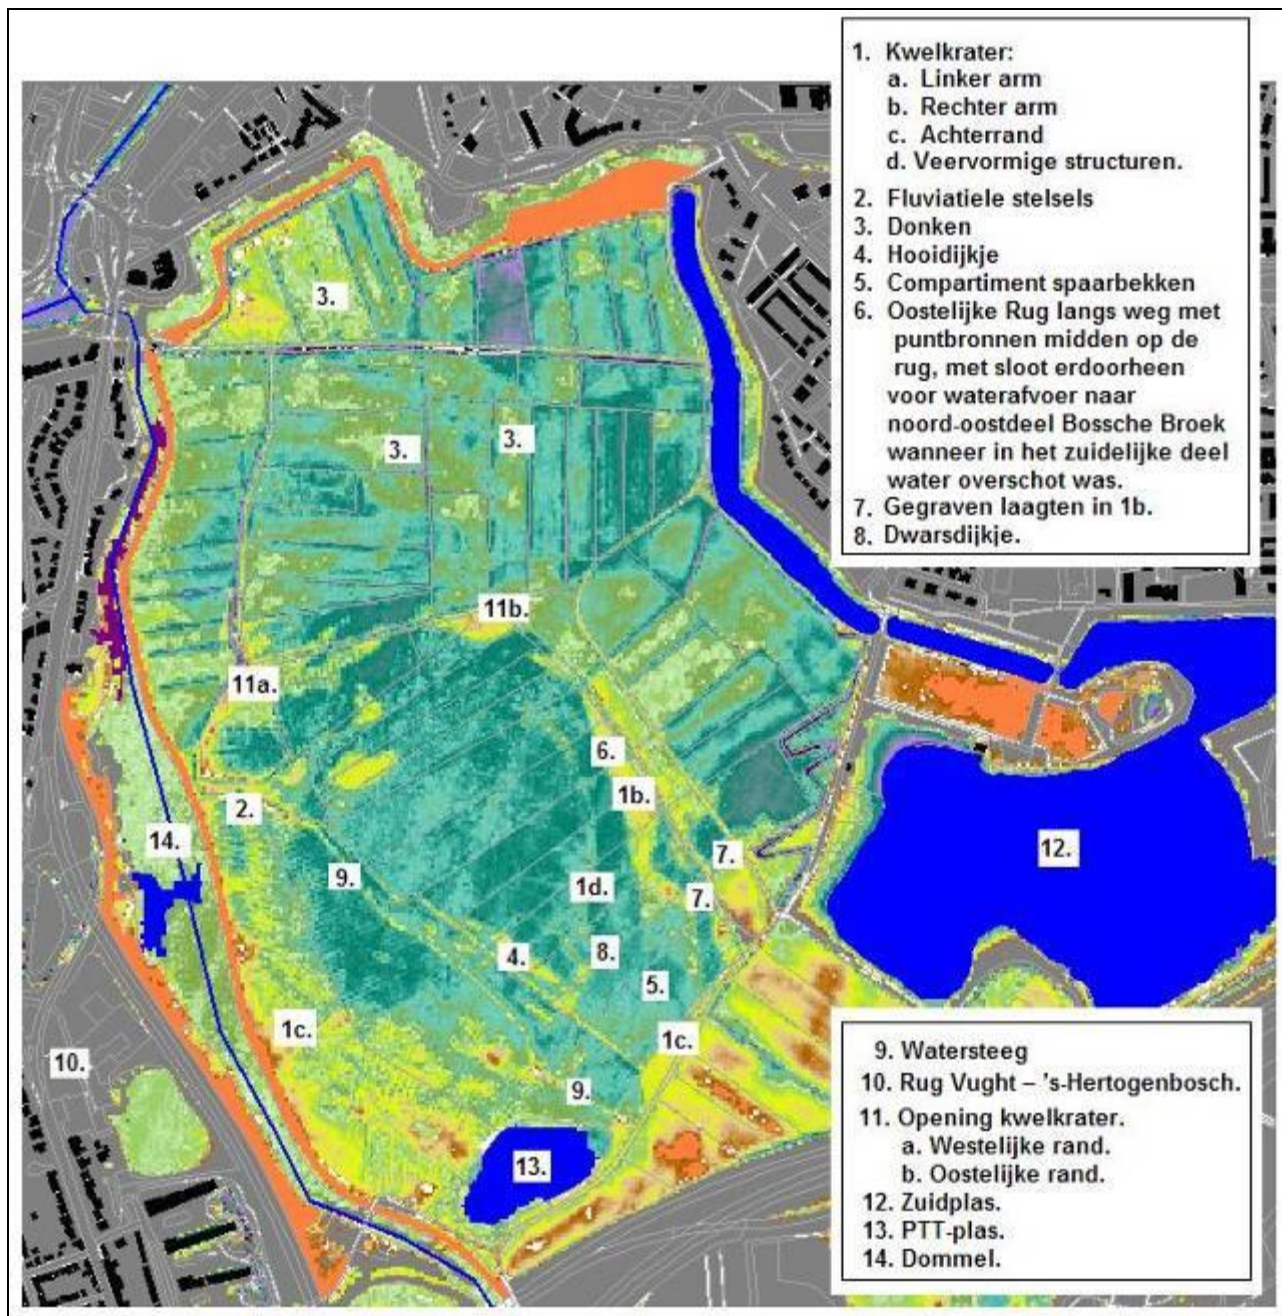 1. Kwelkrater:
a. Linker arm
b. Rechter arm
c. Achterrand
d. Veervormige structuren.
2. Fluviatiele stelsels
3. Donken
4. Hooidijkje
5. Compartiment spaarbekken
6. Oostelijke Rug langs weg met
puntbronnen midden op de
rug, met sloot erdoorheen
voor waterafvoer naar
noord-oostdeel Bossche Broek
wanneer in het zuidelijke deel
water overschot was.
7. Gegraven laagten in 1b.
8. Dwarsdijkje.
3.
3.
3.
11b.
11a.
6.
1b.
2.
14.
7.
12.
9.
1d.
7.
4.
8.
5.
1c.
1c.
10.
9.
13.
9. Watersteeg
10. Rug Vught – 's-Hertogenbosch.
11. Opening kwelkrater.
a. Westelijke rand.
b. Oostelijke rand.
12. Zuidplas.
13. PTT-plas.
14. Dommel.